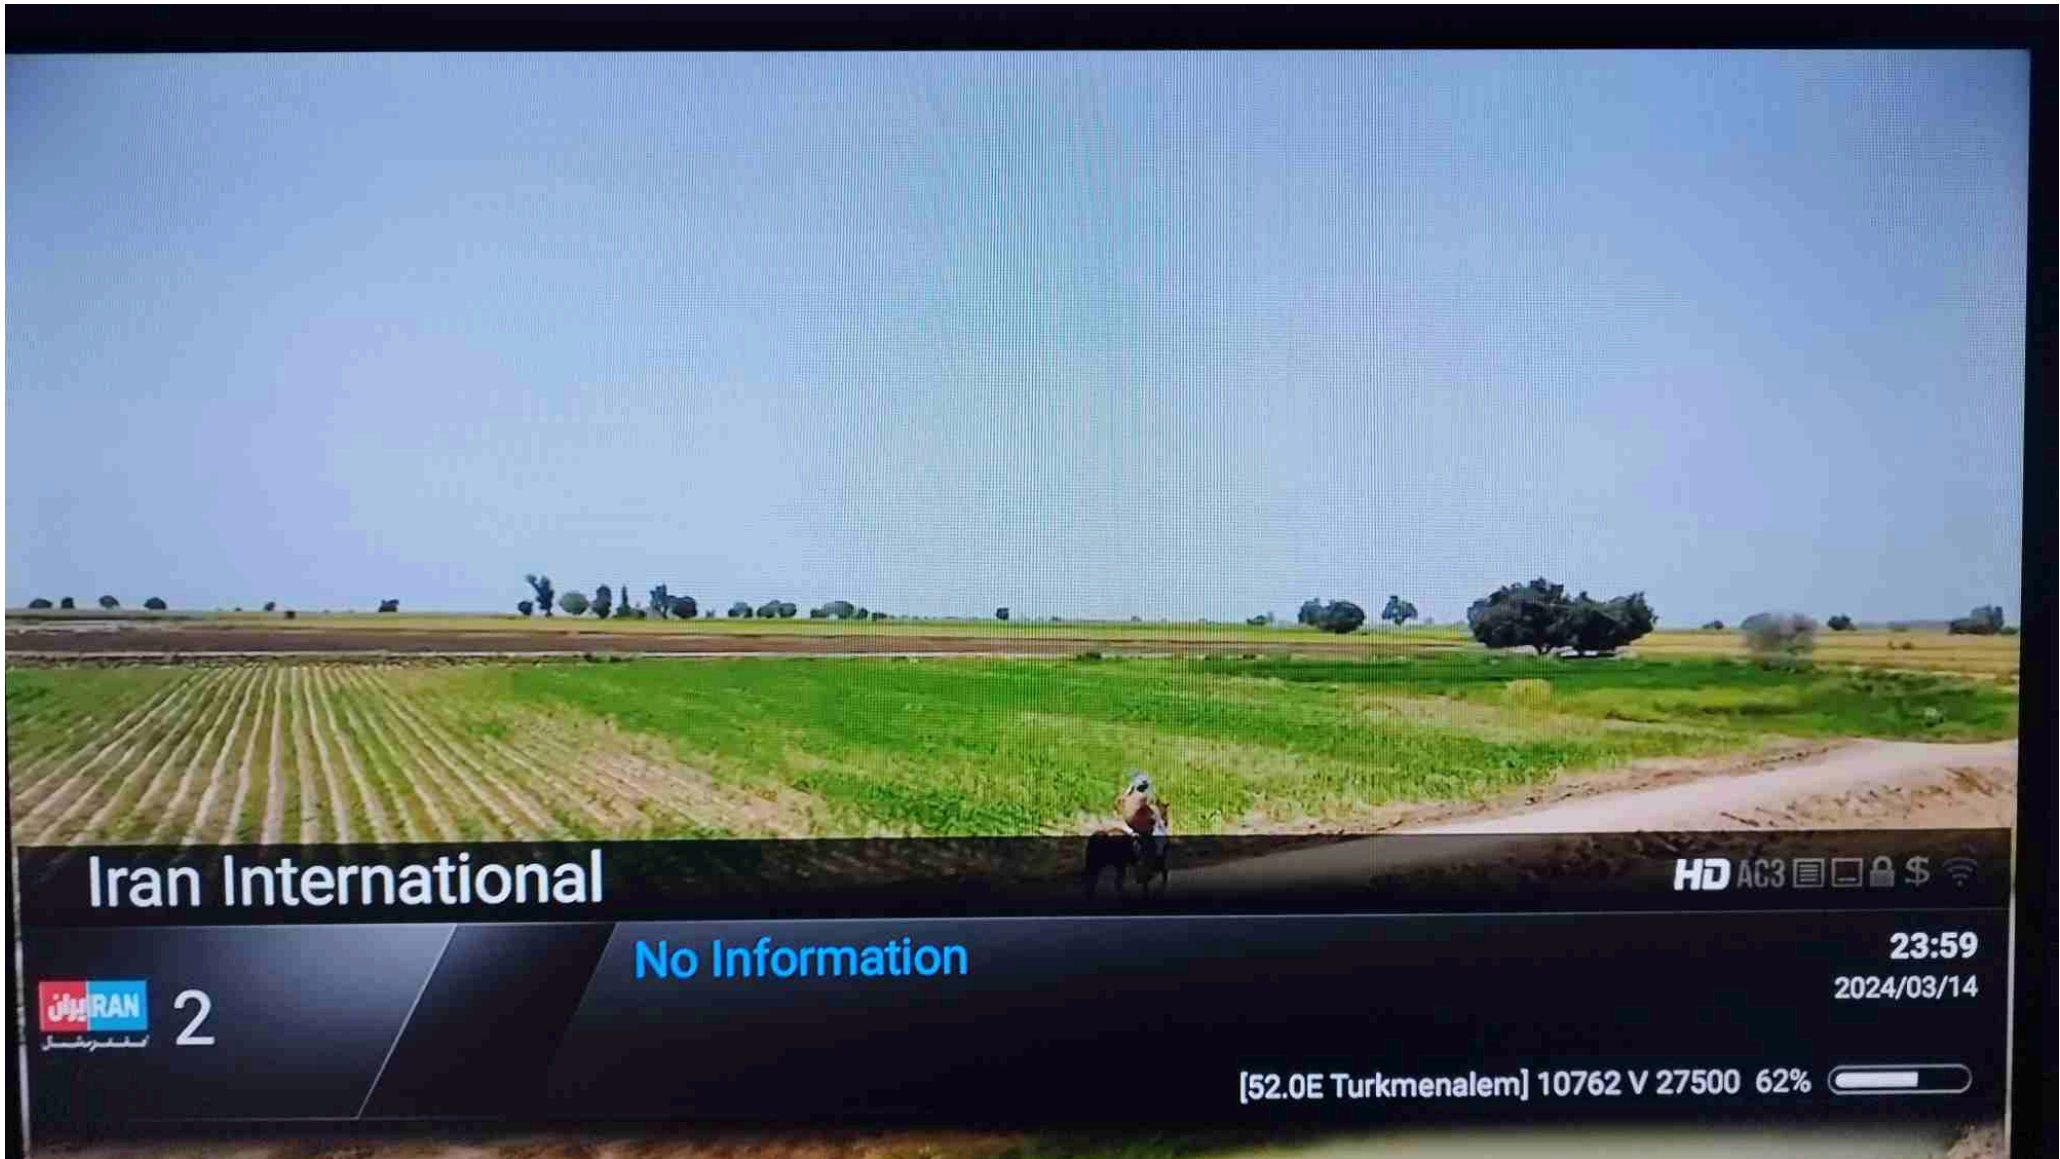 Iran International
HD AC3 $
No Information
23:59
2024/03/14
ایران IRAN
اینترنشنال
2
[52.0E Turkmenalem] 10762 V 27500 62%